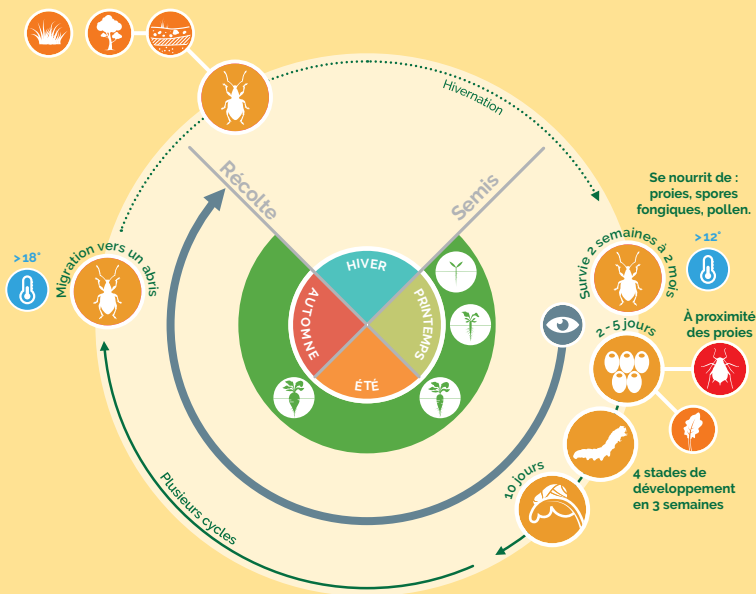 Hivernation
Récolte
Semis
Se nourrit de :
proies, spores
fongiques, pollen.
> 12°
Survie 2 semaines à 2 mois
> 18°
Migration vers un abris
HIVER
PRINTEMPS
ÉTÉ
AUTOMNE
2 - 5 jours
À proximité
des proies
4 stades de
développement
en 3 semaines
10 jours
Plusieurs cycles